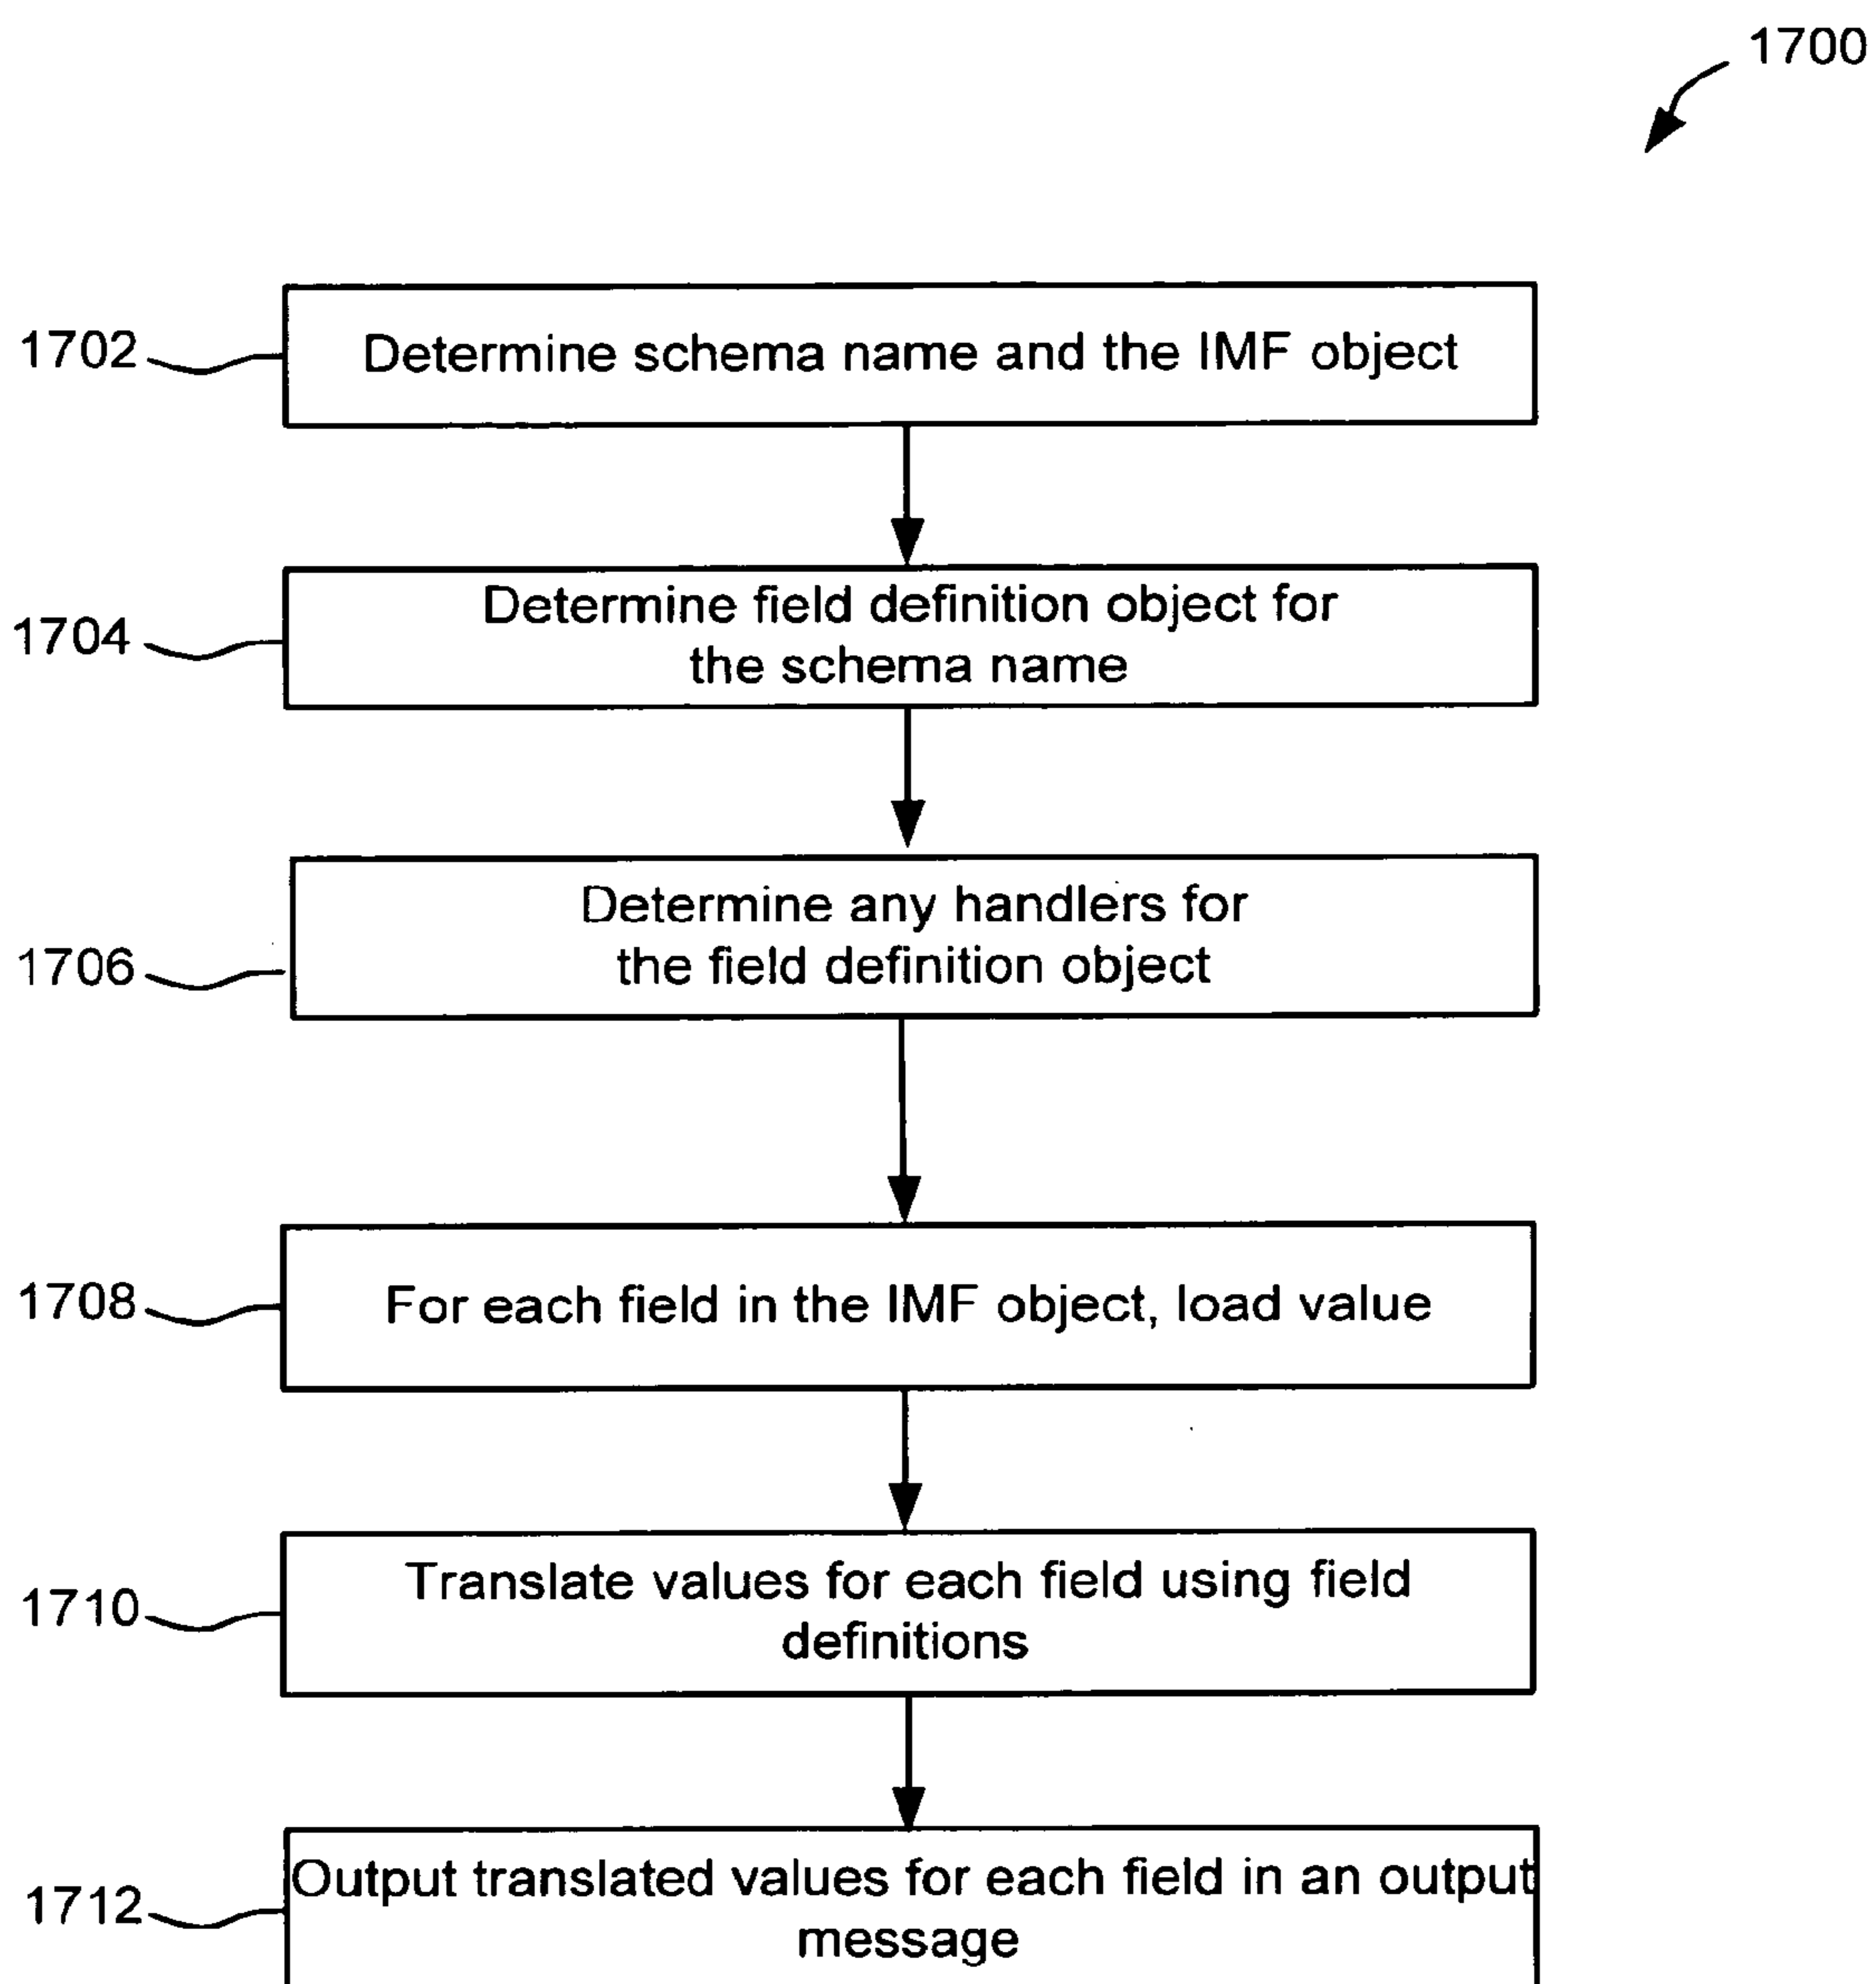 1700
1702
Determine schema name and the IMF object
1704
Determine field definition object for
the schema name
1706
Determine any handlers for
the field definition object
1708
For each field in the IMF object, load value
1710
Translate values for each field using field
definitions
1712
Output translated values for each field in an output
message